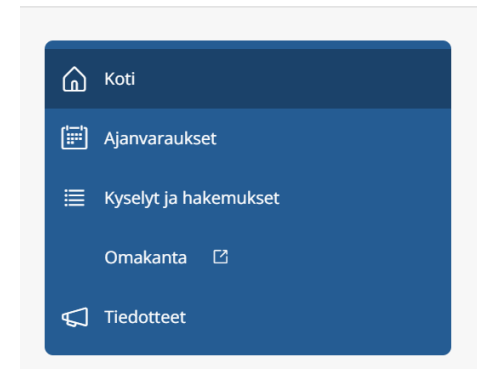 Koti
Ajanvaraukset
Kyselyt ja hakemukset
Omakanta
Tiedotteet